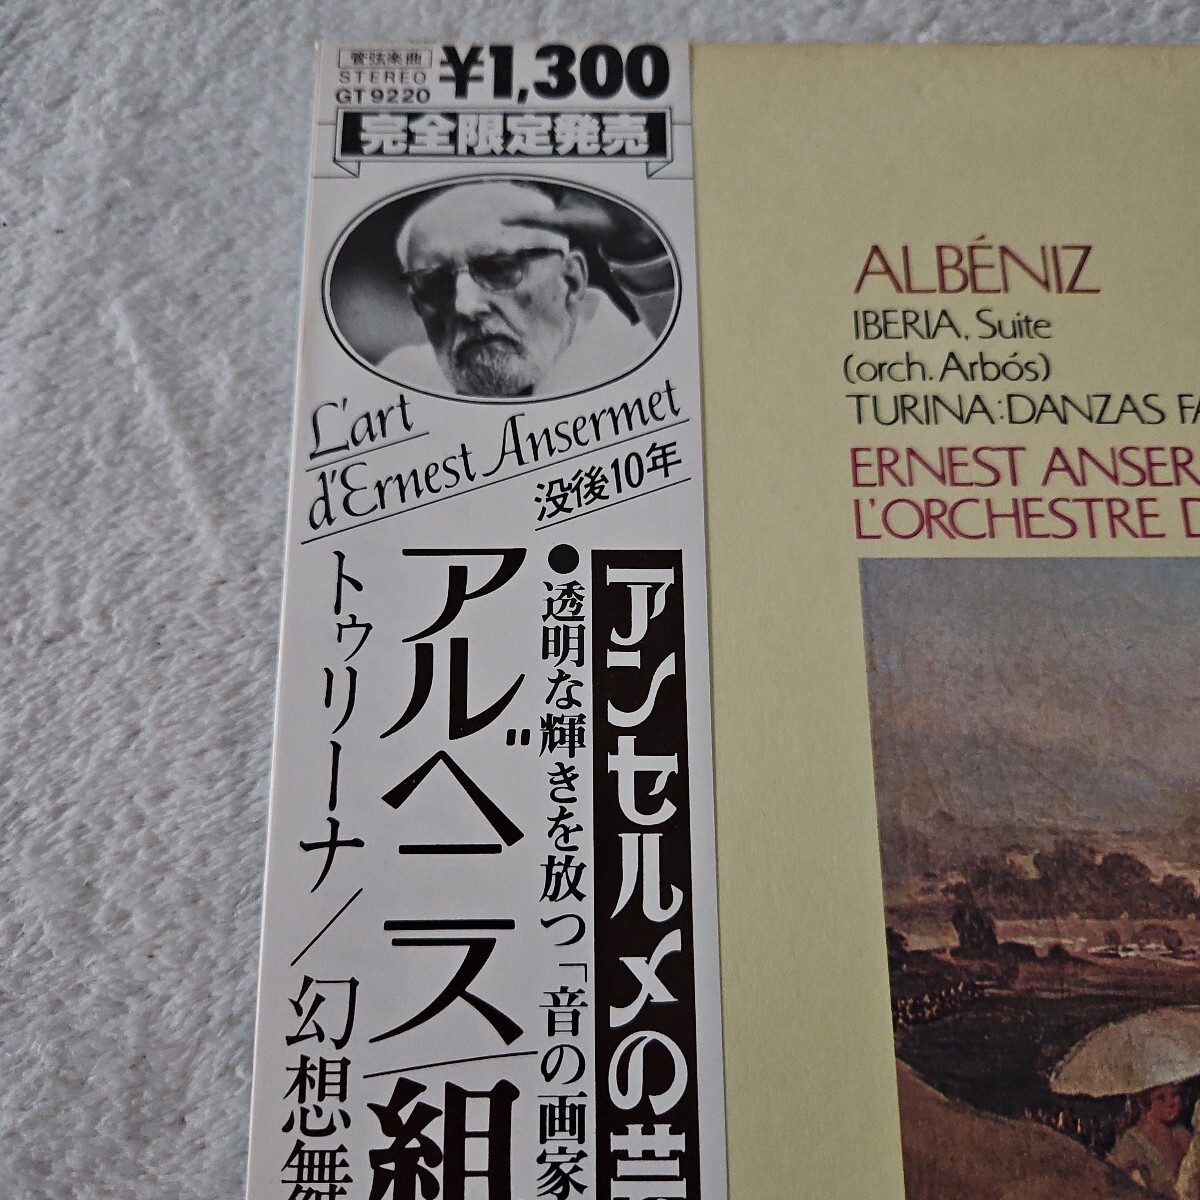 管弦楽曲
STEREO
GT 9220
¥1,300
完全限定発売
L'art
d'Ernest Ansermet
没後10年
アンセルメの芸
●透明な輝きを放つ「音の画家
アルベニス/組
トゥリーナ/幻想無
ALBÉNIZ
IBERIA, Suite
(orch. Arbós)
TURINA: DANZAS FA
ERNEST ANSER
L'ORCHESTRE D